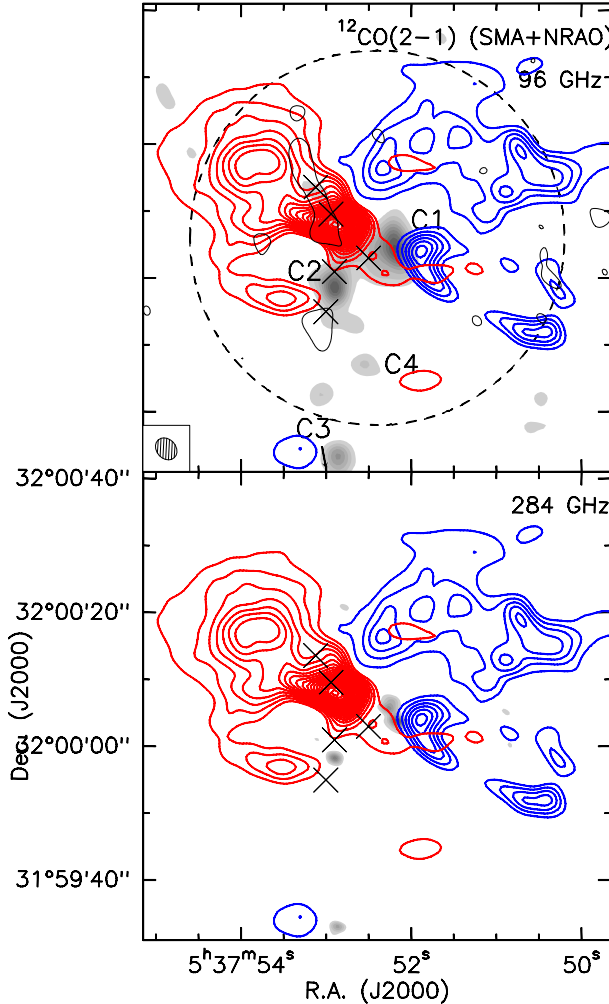 ¹²CO(2−1) (SMA+NRAO)
96 GHz
C1
C2
C4
C3
32°00'40"
284 GHz
32°00'20"
32°00'00"
31°59'40"
Dec. (J2000)
5ʰ37ᵐ54ˢ 52ˢ 50ˢ
R.A. (J2000)